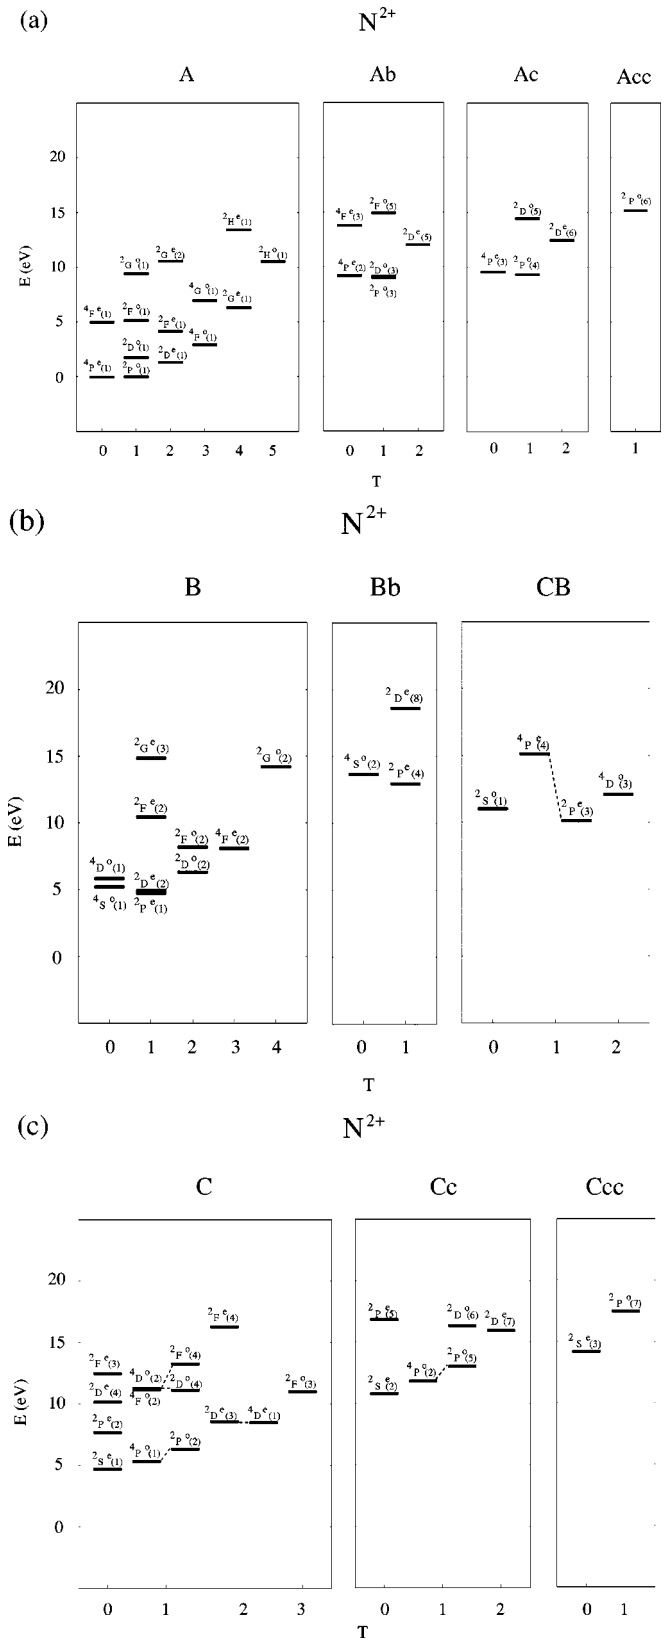 (a) N²⁺
A Ab Ac Acc
E (eV)
20
15
10
5
0
²Hᵉ(1)
²Gᵒ(1) ²Gᵉ(2) ²Hᵒ(1)
⁴Gᵒ(1) ²Gᵉ(1)
⁴Fᵉ(1) ²Fᵒ(1) ²Fᵉ(1) ⁴Fᵒ(1)
²Dᵒ(1) ²Dᵉ(1)
⁴Pᵉ(1) ²Pᵒ(1)
⁴Fᵉ(3) ²Fᵒ(5)
²Dᵉ(5)
⁴Pᵉ(2) ²Dᵒ(3)
²Pᵒ(3)
²Dᵒ(5) ²Dᵉ(6)
⁴Pᵉ(3) ²Pᵒ(4)
²Pᵒ(6)
0 1 2 3 4 5 0 1 2 0 1 2 1
T
(b) N²⁺
B Bb CB
E (eV)
20
15
10
5
0
²Gᵉ(3) ²Gᵒ(2)
²Fᵉ(2)
²Fᵒ(2) ⁴Fᵉ(2)
⁴Dᵒ(1) ²Dᵉ(2) ²Dᵒ(2)
⁴Sᵒ(1) ²Pᵉ(1)
²Dᵉ(8)
⁴Sᵒ(2) ²Pᵉ(4)
⁴Pᵉ(4)
²Sᵒ(1) ²Pᵉ(3) ⁴Dᵒ(3)
0 1 2 3 4 0 1 0 1 2
T
(c) N²⁺
C Cc Ccc
E (eV)
20
15
10
5
0
²Fᵉ(4)
²Fᵉ(3) ⁴Dᵒ(2) ²Fᵒ(4)
²Dᵉ(4) ⁴Fᵒ(2) ²Dᵒ(4) ²Fᵒ(3)
²Pᵉ(2) ²Dᵉ(3) ⁴Dᵉ(1)
²Sᵉ(1) ⁴Pᵒ(1) ²Pᵒ(2)
²Pᵉ(5) ²Dᵒ(6) ²Dᵉ(7)
²Sᵉ(2) ⁴Pᵒ(2) ²Pᵒ(5)
²Pᵒ(7)
²Sᵉ(3)
0 1 2 3 0 1 2 0 1
T